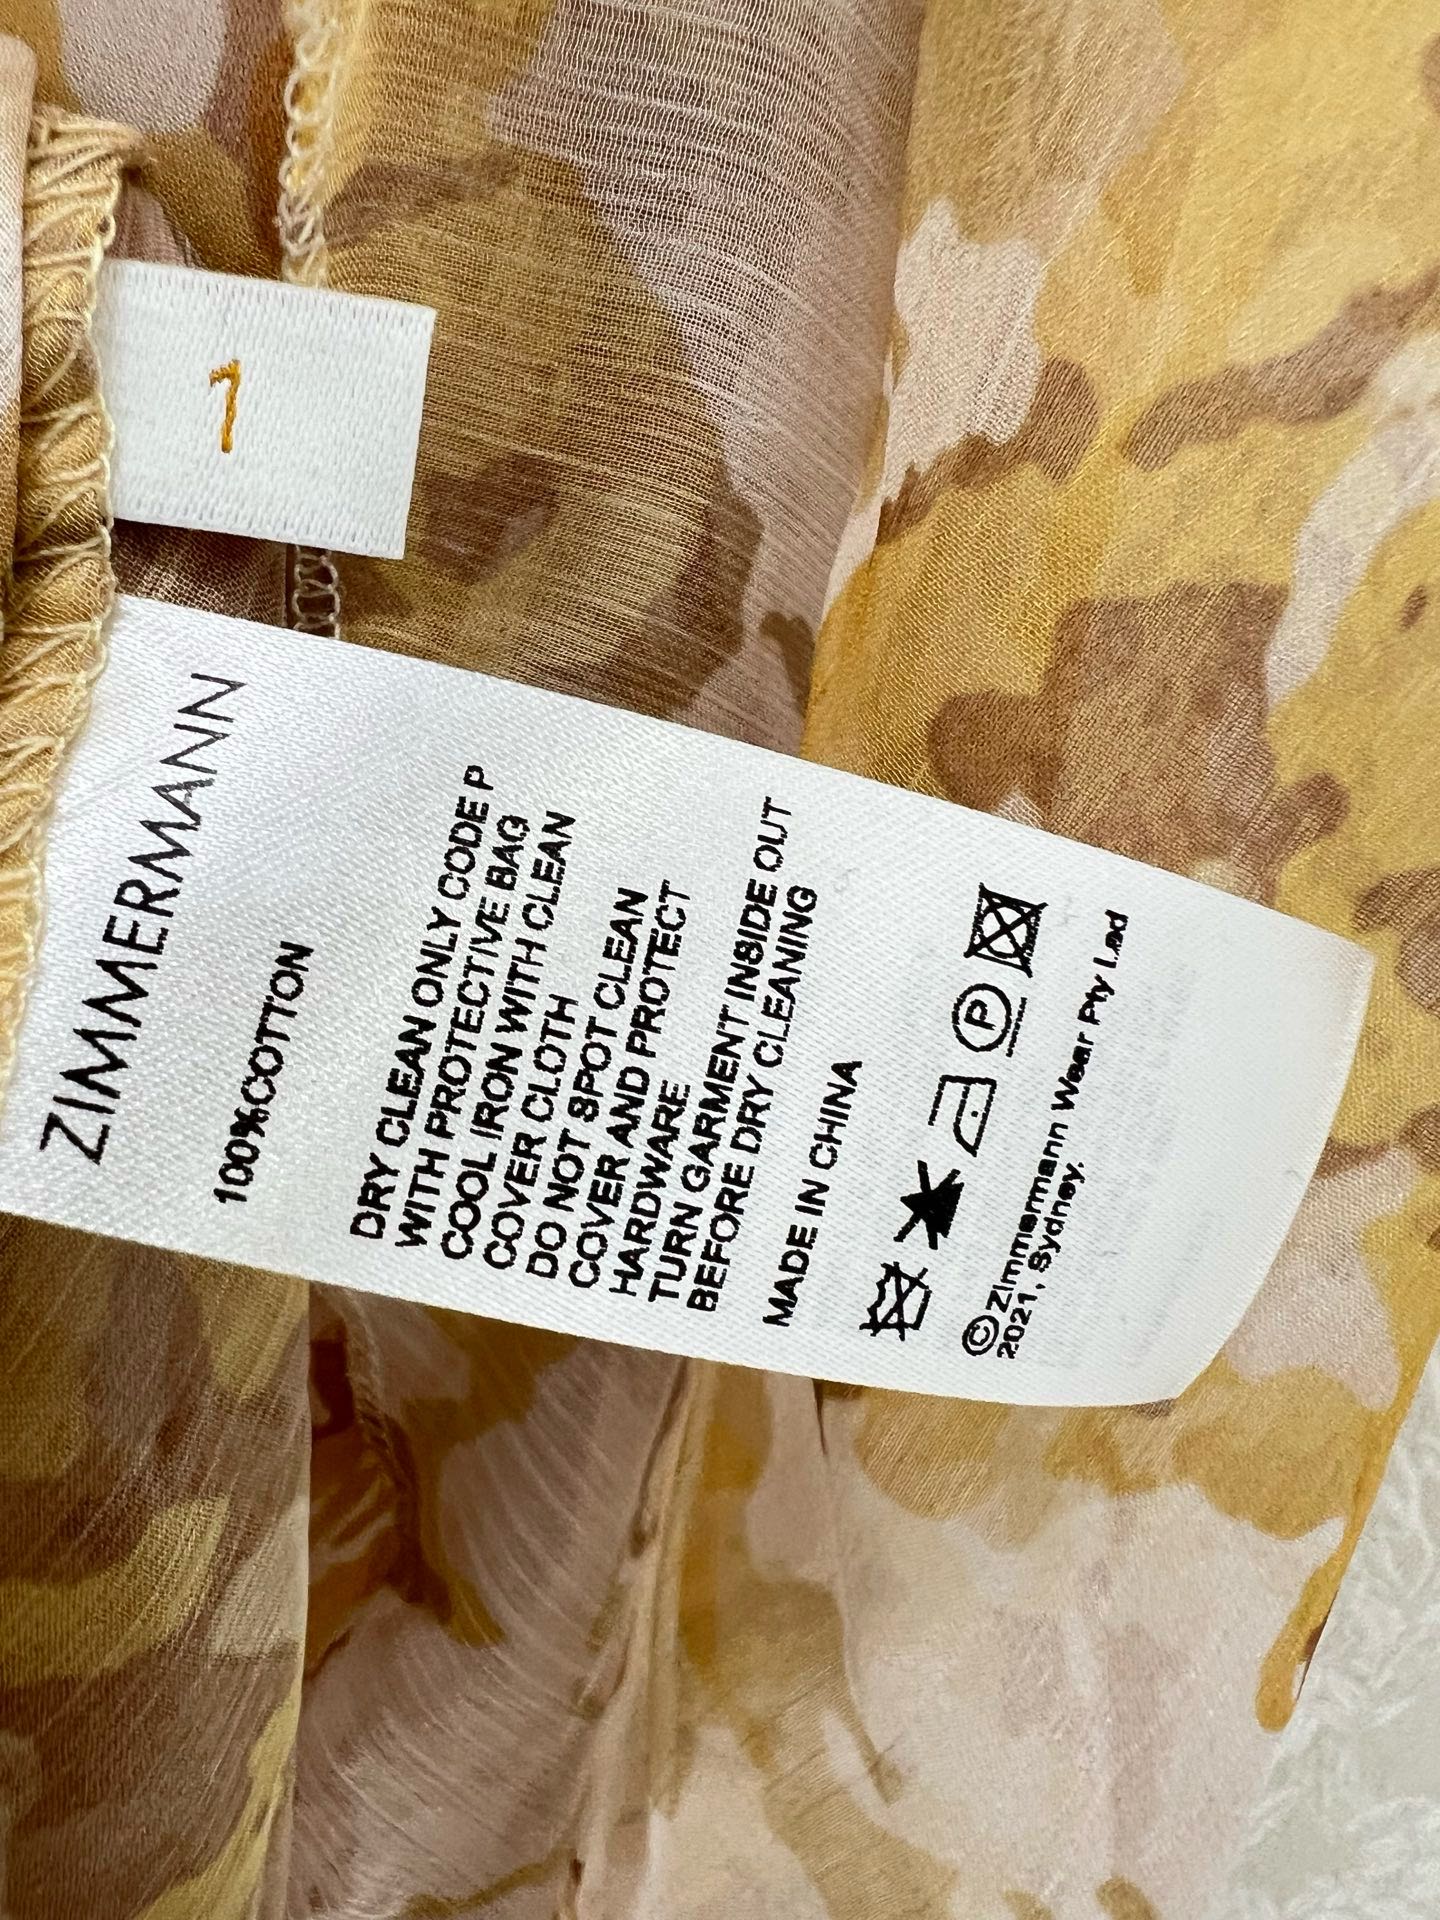 1
ZIMMERMANN
100%COTTON
DRY CLEAN ONLY CODE P
WITH PROTECTIVE BAG
COOL IRON WITH CLEAN
COVER CLOTH
DO NOT SPOT CLEAN
COVER AND PROTECT
HARDWARE
TURN GARMENT INSIDE OUT
BEFORE DRY CLEANING
MADE IN CHINA
P
©Zimmermann Wear Pty Ltd
2021, Sydney.